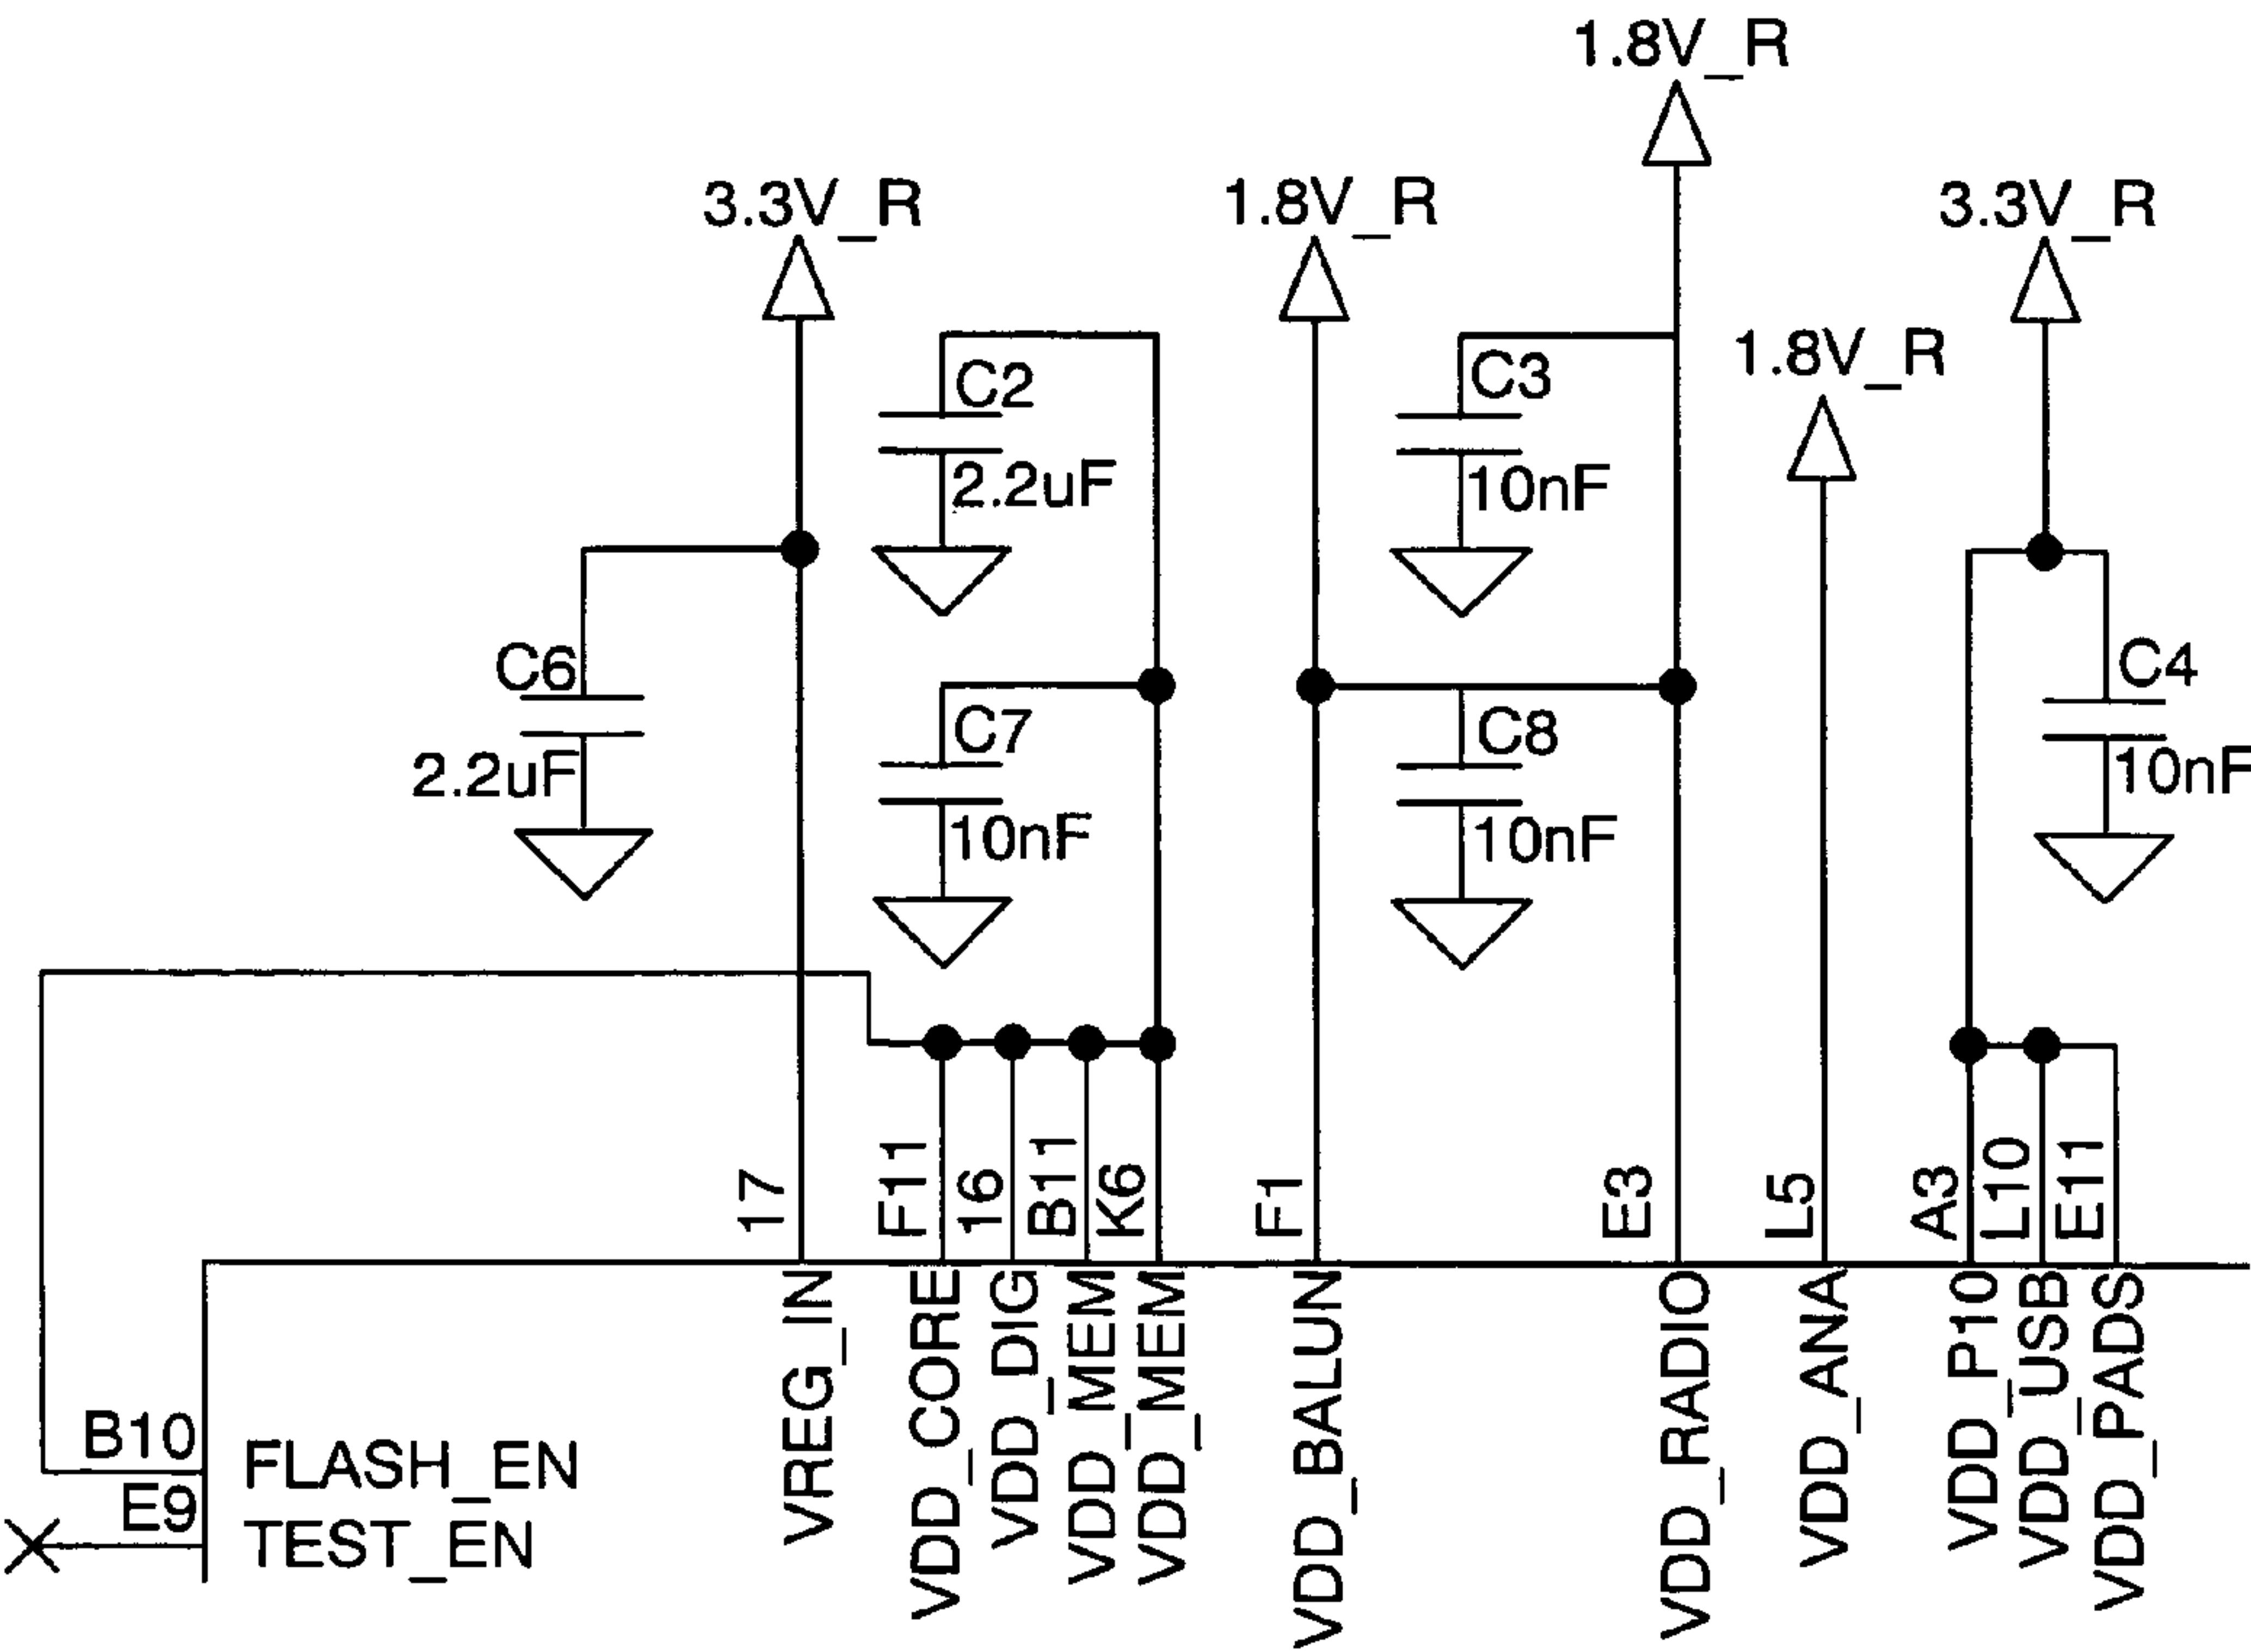 1.8V_R
3.3V_R
1.8V_R
3.3V_R
1.8V_R
C2
2.2uF
C3
10nF
C6
2.2uF
C7
10nF
C8
10nF
C4
10nF
17
F11
16
B11
K6
F1
E3
L5
A3
L10
E11
VREG_IN
VDD_CORE
VDD_DIG
VDD_MEM
VDD_MEM
VDD_BALUN
VDD_RADIO
VDD_ANA
VDD_P10
VDD_USB
VDD_PADS
B10
FLASH_EN
E9
TEST_EN